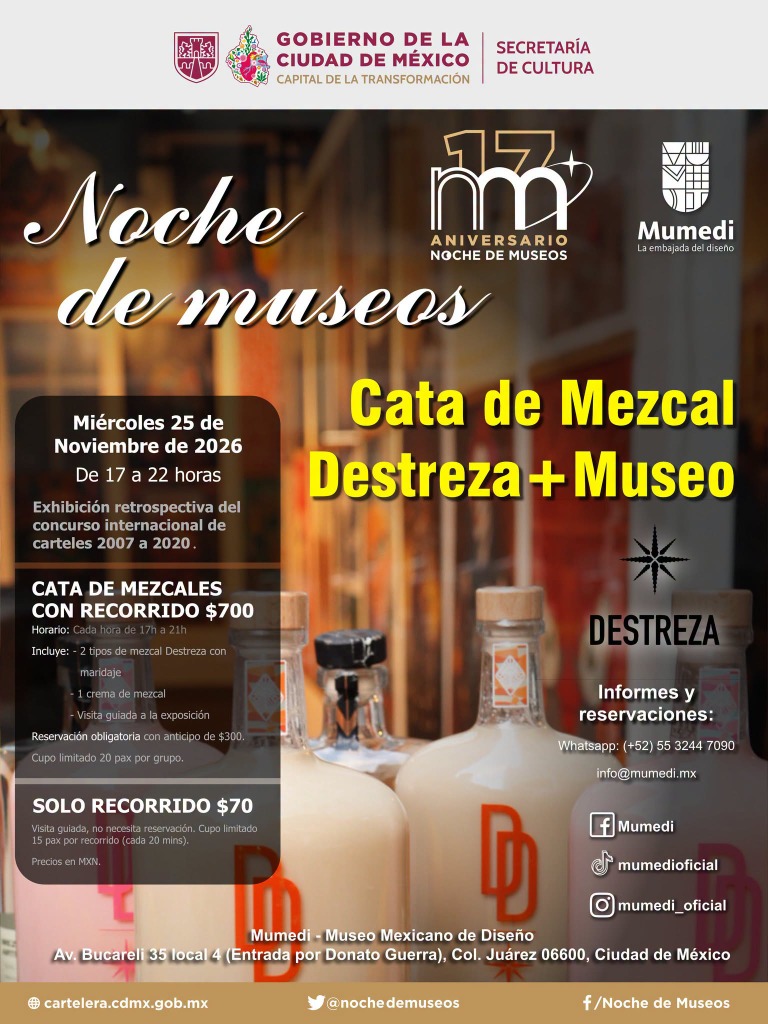 GOBIERNO DE LA
CIUDAD DE MÉXICO
CAPITAL DE LA TRANSFORMACIÓN
SECRETARÍA
DE CULTURA
17
nm
ANIVERSARIO
NOCHE DE MUSEOS
Mumedi
La embajada del diseño
Noche
de museos
Cata de Mezcal
Destreza+Museo
Miércoles 25 de
Noviembre de 2026
De 17 a 22 horas
Exhibición retrospectiva del
concurso internacional de
carteles 2007 a 2020.
CATA DE MEZCALES
CON RECORRIDO $700
Horario: Cada hora de 17h a 21h
Incluye: - 2 tipos de mezcal Destreza con
maridaje
- 1 crema de mezcal
- Visita guiada a la exposición
Reservación obligatoria con anticipo de $300.
Cupo limitado 20 pax por grupo.
SOLO RECORRIDO $70
Visita guiada, no necesita reservación. Cupo limitado
15 pax por recorrido (cada 20 mins).
Precios en MXN.
DESTREZA
Informes y
reservaciones:
Whatsapp: (+52) 55 3244 7090
info@mumedi.mx
Mumedi
mumedioficial
mumedi_oficial
Mumedi - Museo Mexicano de Diseño
Av. Bucareli 35 local 4 (Entrada por Donato Guerra), Col. Juárez 06600, Ciudad de México
cartelera.cdmx.gob.mx
@nochedemuseos
/Noche de Museos